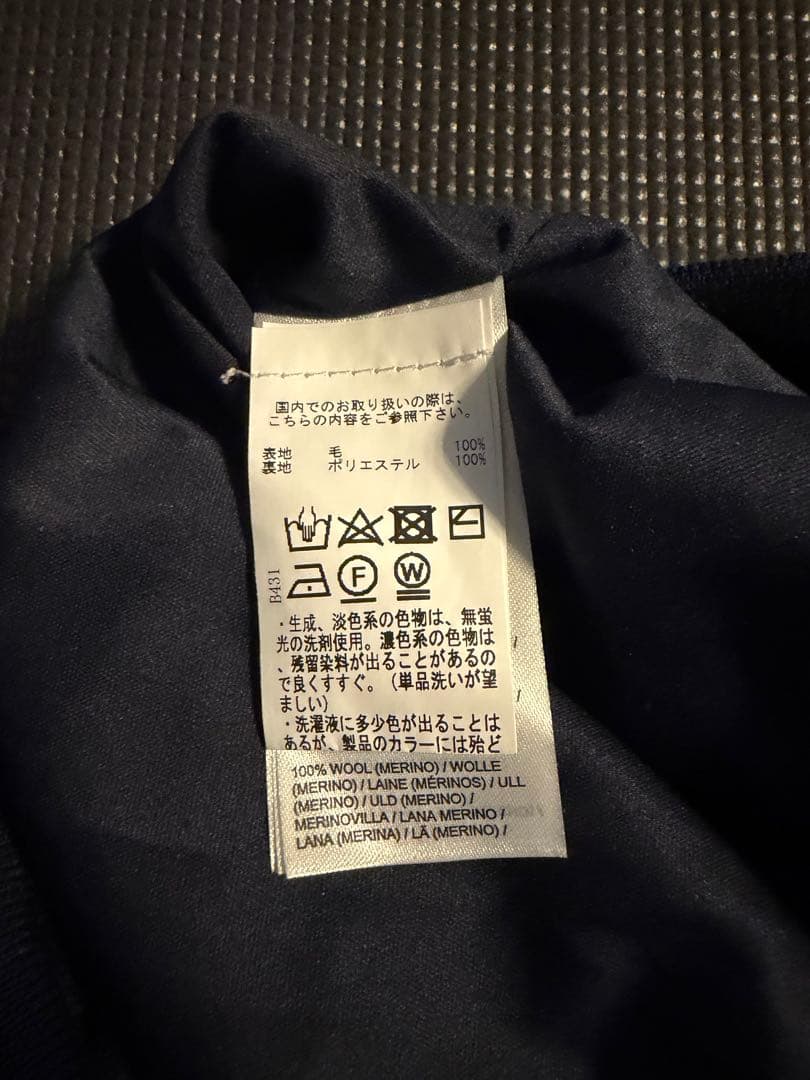 国内でのお取り扱いの際は、
こちらの内容をご参照下さい。
表地 毛 100%
裏地 ポリエステル 100%
F W
B431
・生成、淡色系の色物は、無蛍
光の洗剤使用。濃色系の色物は
、残留染料が出ることがあるの
で良くすすぐ。（単品洗いが望
ましい）
・洗濯液に多少色が出ることは
あるが、製品のカラーには殆ど
100% WOOL (MERINO) / WOLLE
(MERINO) / LAINE (MÉRINOS) / ULL
(MERINO) / ULD (MERINO) /
MERINOVILLA / LANA MERINO /
LANA (MERINA) / LÃ (MERINO) /